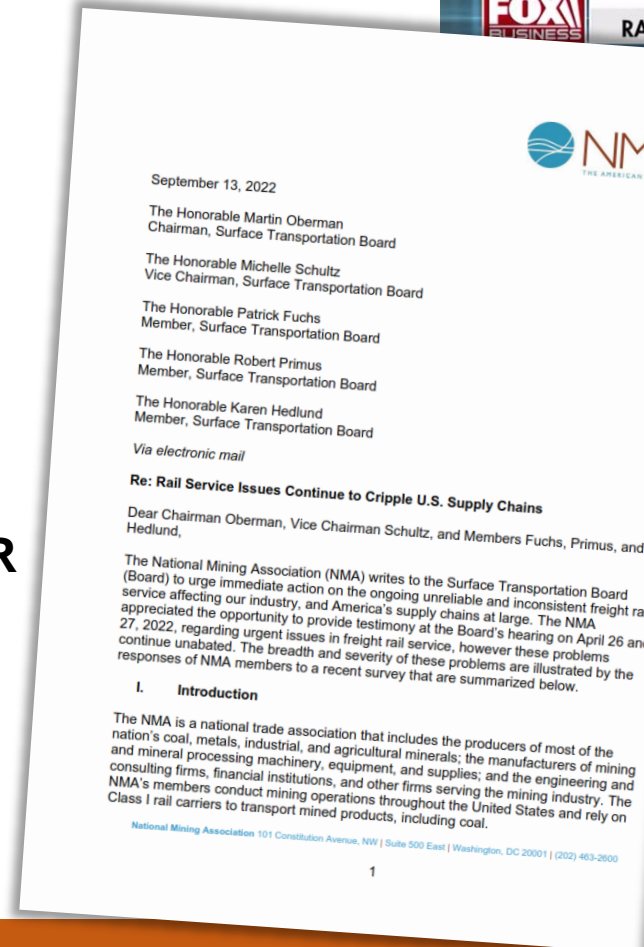 FOX
BUSINESS
RA
NM
THE AMERICAN
September 13, 2022
The Honorable Martin Oberman
Chairman, Surface Transportation Board
The Honorable Michelle Schultz
Vice Chairman, Surface Transportation Board
The Honorable Patrick Fuchs
Member, Surface Transportation Board
The Honorable Robert Primus
Member, Surface Transportation Board
The Honorable Karen Hedlund
Member, Surface Transportation Board
Via electronic mail
Re: Rail Service Issues Continue to Cripple U.S. Supply Chains
Dear Chairman Oberman, Vice Chairman Schultz, and Members Fuchs, Primus, and
Hedlund,
R
The National Mining Association (NMA) writes to the Surface Transportation Board
(Board) to urge immediate action on the ongoing unreliable and inconsistent freight ra
service affecting our industry, and America's supply chains at large. The NMA
appreciated the opportunity to provide testimony at the Board's hearing on April 26 and
27, 2022, regarding urgent issues in freight rail service, however these problems
continue unabated. The breadth and severity of these problems are illustrated by the
responses of NMA members to a recent survey that are summarized below.
I. Introduction
The NMA is a national trade association that includes the producers of most of the
nation's coal, metals, industrial, and agricultural minerals; the manufacturers of mining
and mineral processing machinery, equipment, and supplies; and the engineering and
consulting firms, financial institutions, and other firms serving the mining industry. The
NMA's members conduct mining operations throughout the United States and rely on
Class I rail carriers to transport mined products, including coal.
National Mining Association 101 Constitution Avenue, NW | Suite 500 East | Washington, DC 20001 | (202) 463-2600
1